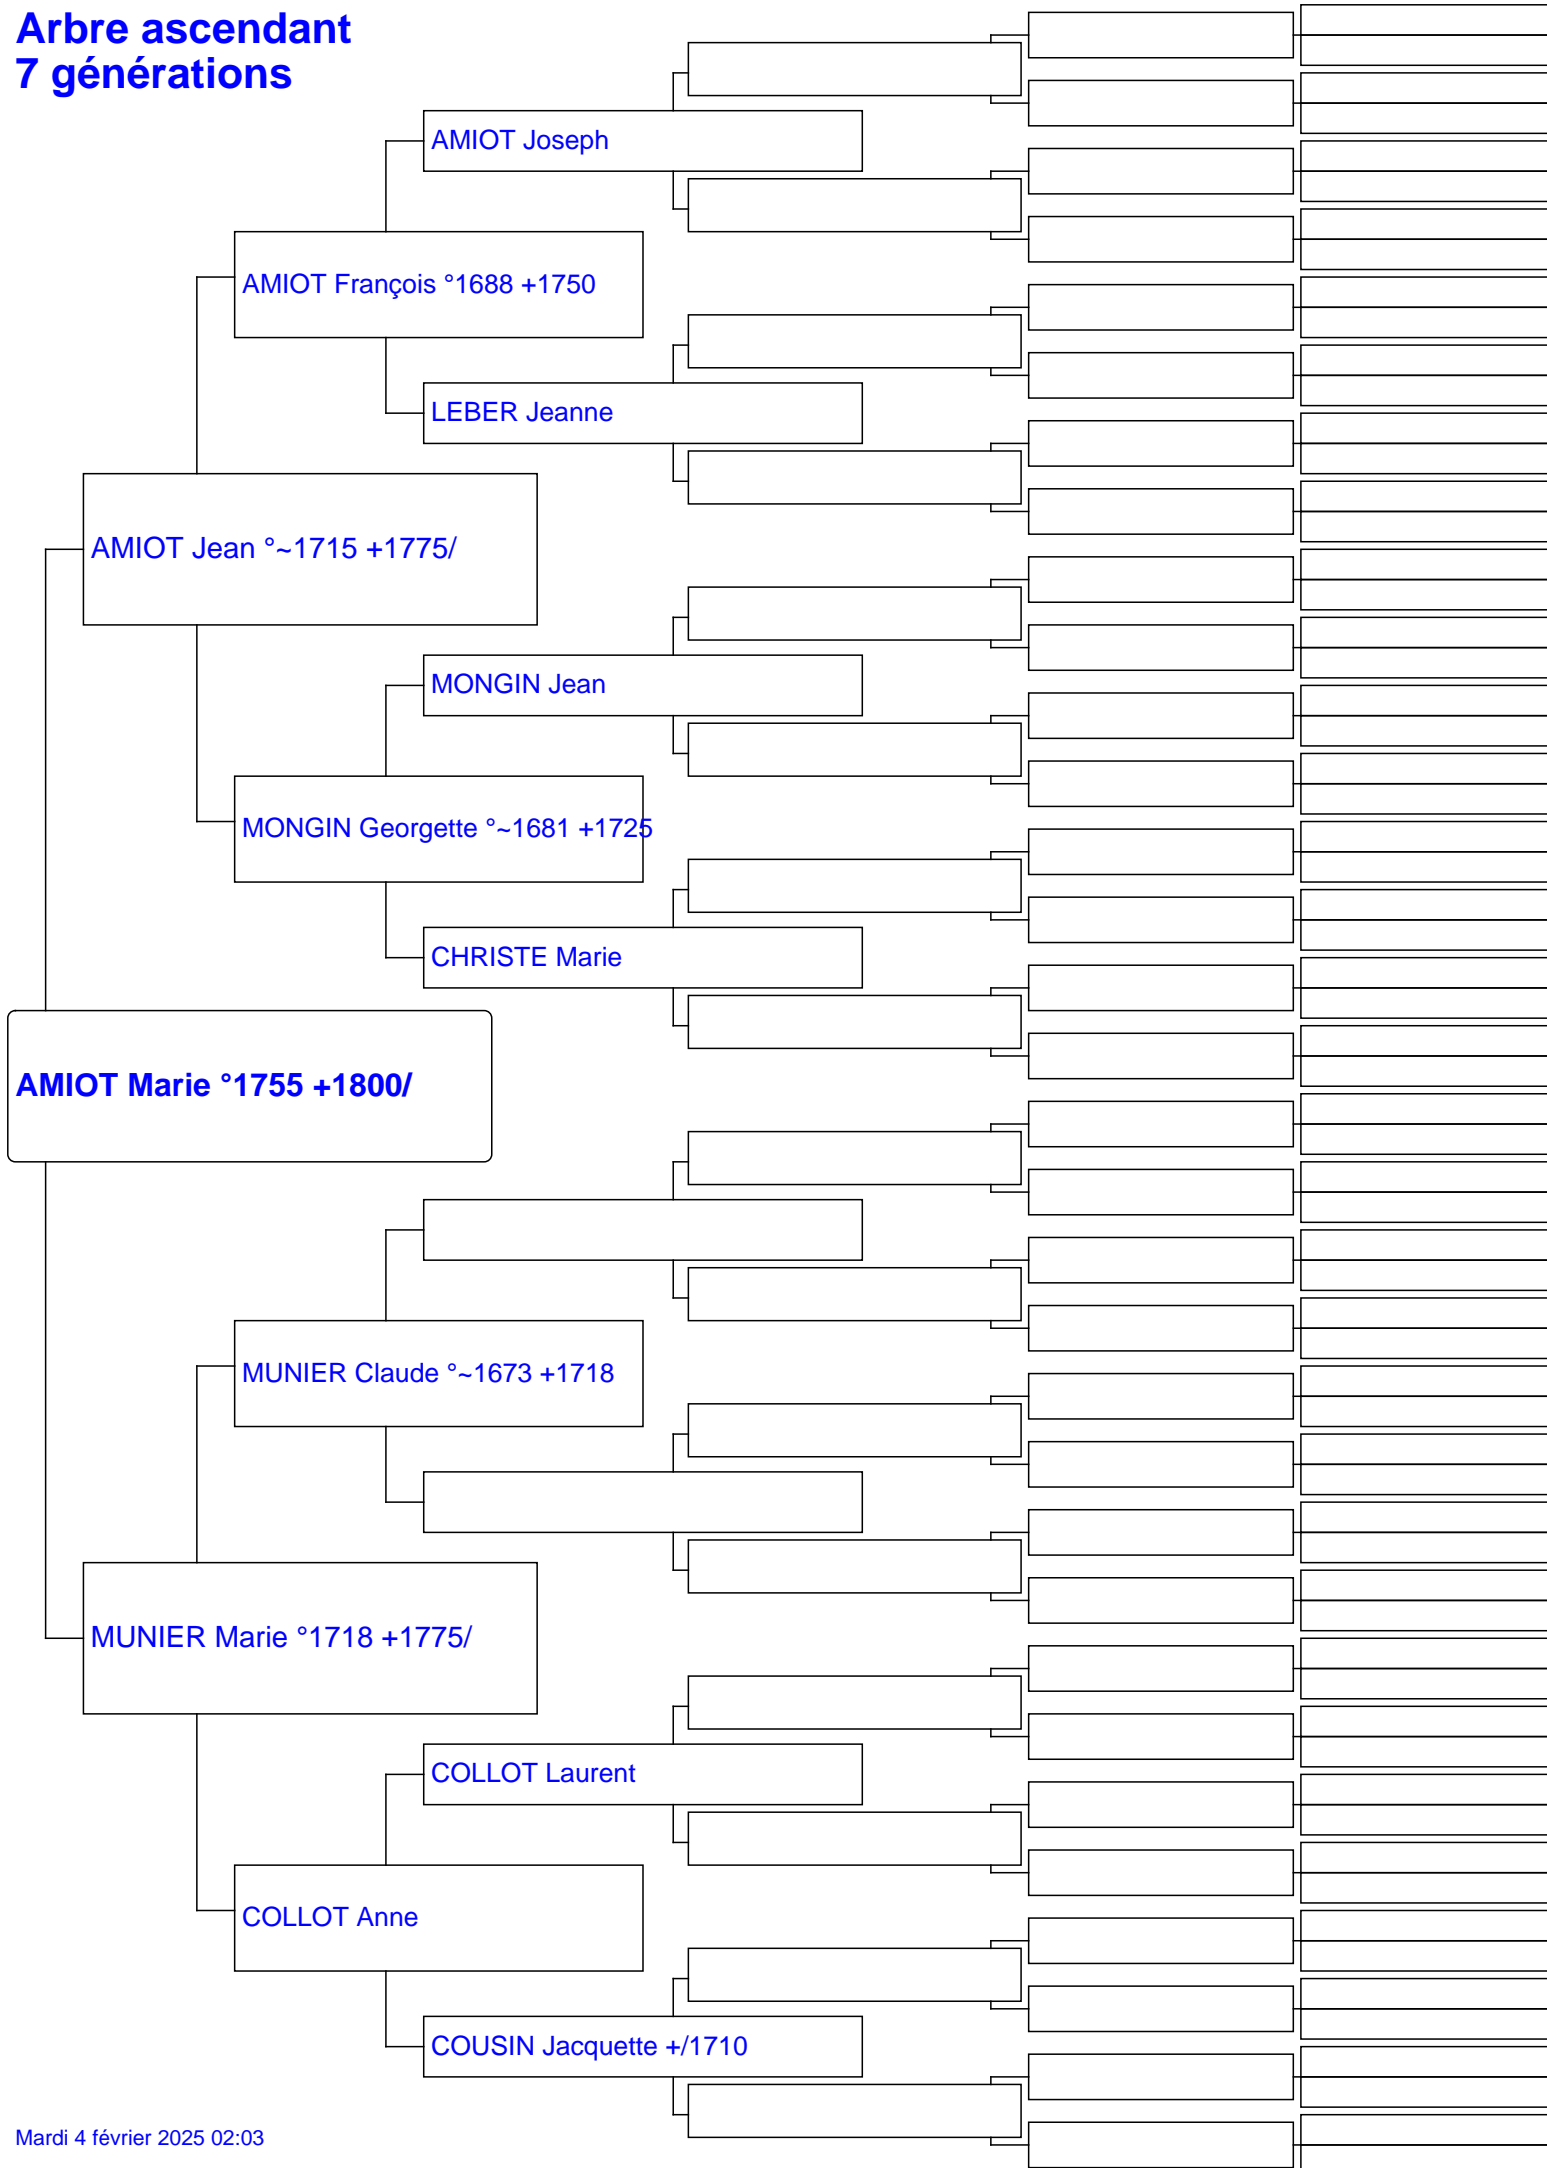 Arbre ascendant
7 générations
AMIOT Joseph
AMIOT François °1688 +1750
LEBER Jeanne
AMIOT Jean °~1715 +1775/
MONGIN Jean
MONGIN Georgette °~1681 +1725
CHRISTE Marie
AMIOT Marie °1755 +1800/
MUNIER Claude °~1673 +1718
MUNIER Marie °1718 +1775/
COLLOT Laurent
COLLOT Anne
COUSIN Jacquette +/1710
Mardi 4 février 2025 02:03